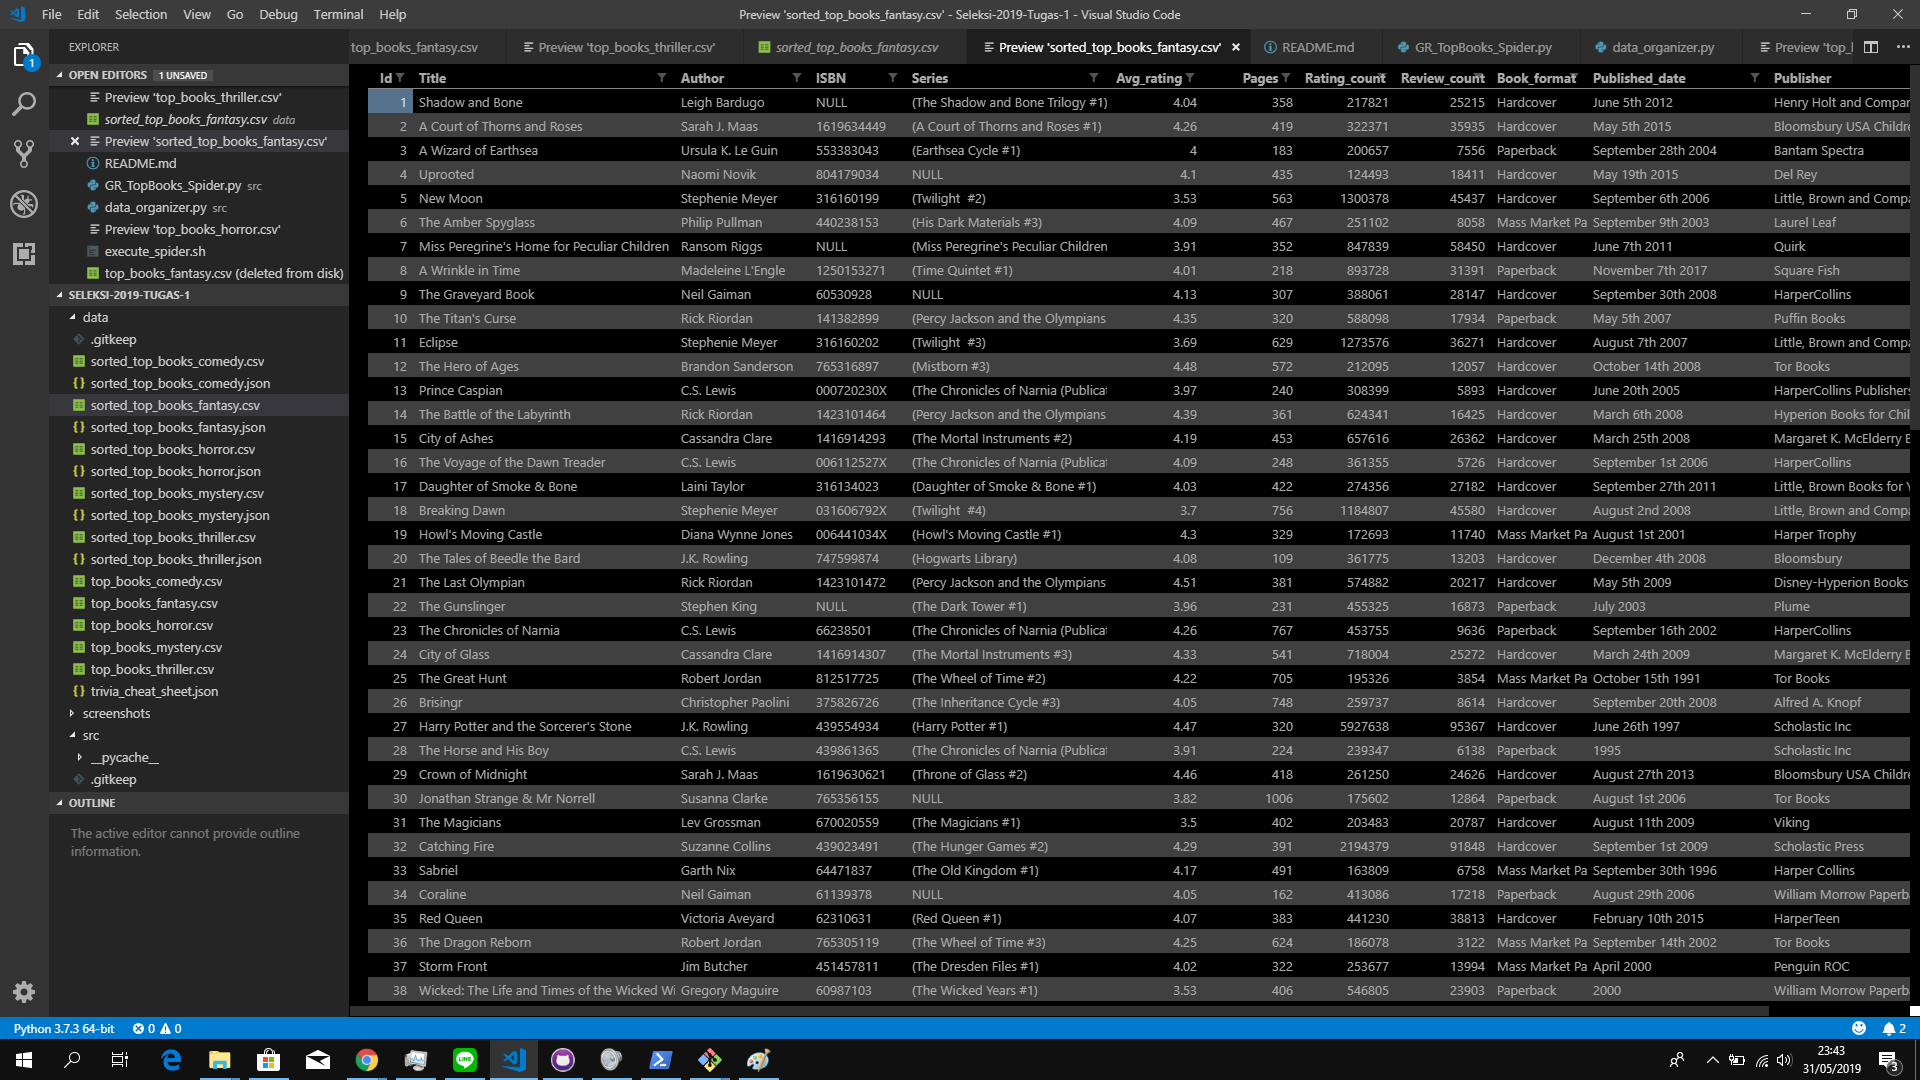 File Edit Selection View Go Debug Terminal Help
Preview 'sorted_top_books_fantasy.csv' - Seleksi-2019-Tugas-1 - Visual Studio Code
EXPLORER
OPEN EDITORS 1 UNSAVED
Preview 'top_books_thriller.csv'
sorted_top_books_fantasy.csv data
Preview 'sorted_top_books_fantasy.csv'
README.md
GR_TopBooks_Spider.py src
data_organizer.py src
Preview 'top_books_horror.csv'
execute_spider.sh
top_books_fantasy.csv (deleted from disk)
SELEKSI-2019-TUGAS-1
data
.gitkeep
sorted_top_books_comedy.csv
sorted_top_books_comedy.json
sorted_top_books_fantasy.csv
sorted_top_books_fantasy.json
sorted_top_books_horror.csv
sorted_top_books_horror.json
sorted_top_books_mystery.csv
sorted_top_books_mystery.json
sorted_top_books_thriller.csv
sorted_top_books_thriller.json
top_books_comedy.csv
top_books_fantasy.csv
top_books_horror.csv
top_books_mystery.csv
top_books_thriller.csv
trivia_cheat_sheet.json
screenshots
src
__pycache__
.gitkeep
OUTLINE
The active editor cannot provide outline
information.
top_books_fantasy.csv Preview 'top_books_thriller.csv' sorted_top_books_fantasy.csv Preview 'sorted_top_books_fantasy.csv' README.md GR_TopBooks_Spider.py data_organizer.py Preview 'top_l
Id Title Author ISBN Series Avg_rating Pages Rating_count Review_count Book_format Published_date Publisher
1 Shadow and Bone Leigh Bardugo NULL (The Shadow and Bone Trilogy #1) 4.04 358 217821 25215 Hardcover June 5th 2012 Henry Holt and Compar
2 A Court of Thorns and Roses Sarah J. Maas 1619634449 (A Court of Thorns and Roses #1) 4.26 419 322371 35935 Hardcover May 5th 2015 Bloomsbury USA Childre
3 A Wizard of Earthsea Ursula K. Le Guin 553383043 (Earthsea Cycle #1) 4 183 200657 7556 Paperback September 28th 2004 Bantam Spectra
4 Uprooted Naomi Novik 804179034 NULL 4.1 435 124493 18411 Hardcover May 19th 2015 Del Rey
5 New Moon Stephenie Meyer 316160199 (Twilight #2) 3.53 563 1300378 45437 Hardcover September 6th 2006 Little, Brown and Compa
6 The Amber Spyglass Philip Pullman 440238153 (His Dark Materials #3) 4.09 467 251102 8058 Mass Market Pa September 9th 2003 Laurel Leaf
7 Miss Peregrine's Home for Peculiar Children Ransom Riggs NULL (Miss Peregrine's Peculiar Children 3.91 352 847839 58450 Hardcover June 7th 2011 Quirk
8 A Wrinkle in Time Madeleine L'Engle 1250153271 (Time Quintet #1) 4.01 218 893728 31391 Paperback November 7th 2017 Square Fish
9 The Graveyard Book Neil Gaiman 60530928 NULL 4.13 307 388061 28147 Hardcover September 30th 2008 HarperCollins
10 The Titan's Curse Rick Riordan 141382899 (Percy Jackson and the Olympians 4.35 320 588098 17934 Paperback May 5th 2007 Puffin Books
11 Eclipse Stephenie Meyer 316160202 (Twilight #3) 3.69 629 1273576 36271 Hardcover August 7th 2007 Little, Brown and Compa
12 The Hero of Ages Brandon Sanderson 765316897 (Mistborn #3) 4.48 572 212095 12057 Hardcover October 14th 2008 Tor Books
13 Prince Caspian C.S. Lewis 000720230X (The Chronicles of Narnia (Publicat 3.97 240 308399 5893 Hardcover June 20th 2005 HarperCollins Publishers
14 The Battle of the Labyrinth Rick Riordan 1423101464 (Percy Jackson and the Olympians 4.39 361 624341 16425 Hardcover March 6th 2008 Hyperion Books for Chil
15 City of Ashes Cassandra Clare 1416914293 (The Mortal Instruments #2) 4.19 453 657616 26362 Hardcover March 25th 2008 Margaret K. McElderry B
16 The Voyage of the Dawn Treader C.S. Lewis 006112527X (The Chronicles of Narnia (Publicat 4.09 248 361355 5726 Hardcover September 1st 2006 HarperCollins
17 Daughter of Smoke & Bone Laini Taylor 316134023 (Daughter of Smoke & Bone #1) 4.03 422 274356 27182 Hardcover September 27th 2011 Little, Brown Books for Y
18 Breaking Dawn Stephenie Meyer 031606792X (Twilight #4) 3.7 756 1184807 45580 Hardcover August 2nd 2008 Little, Brown and Compa
19 Howl's Moving Castle Diana Wynne Jones 006441034X (Howl's Moving Castle #1) 4.3 329 172693 11740 Mass Market Pa August 1st 2001 Harper Trophy
20 The Tales of Beedle the Bard J.K. Rowling 747599874 (Hogwarts Library) 4.08 109 361775 13203 Hardcover December 4th 2008 Bloomsbury
21 The Last Olympian Rick Riordan 1423101472 (Percy Jackson and the Olympians 4.51 381 574882 20217 Hardcover May 5th 2009 Disney-Hyperion Books
22 The Gunslinger Stephen King NULL (The Dark Tower #1) 3.96 231 455325 16873 Paperback July 2003 Plume
23 The Chronicles of Narnia C.S. Lewis 66238501 (The Chronicles of Narnia (Publicat 4.26 767 453755 9636 Paperback September 16th 2002 HarperCollins
24 City of Glass Cassandra Clare 1416914307 (The Mortal Instruments #3) 4.33 541 718004 25272 Hardcover March 24th 2009 Margaret K. McElderry B
25 The Great Hunt Robert Jordan 812517725 (The Wheel of Time #2) 4.22 705 195326 3854 Mass Market Pa October 15th 1991 Tor Books
26 Brisingr Christopher Paolini 375826726 (The Inheritance Cycle #3) 4.05 748 259737 8614 Hardcover September 20th 2008 Alfred A. Knopf
27 Harry Potter and the Sorcerer's Stone J.K. Rowling 439554934 (Harry Potter #1) 4.47 320 5927638 95367 Hardcover June 26th 1997 Scholastic Inc
28 The Horse and His Boy C.S. Lewis 439861365 (The Chronicles of Narnia (Publicat 3.91 224 239347 6138 Paperback 1995 Scholastic Inc
29 Crown of Midnight Sarah J. Maas 1619630621 (Throne of Glass #2) 4.46 418 261250 24626 Hardcover August 27th 2013 Bloomsbury USA Childre
30 Jonathan Strange & Mr Norrell Susanna Clarke 765356155 NULL 3.82 1006 175602 12864 Paperback August 1st 2006 Tor Books
31 The Magicians Lev Grossman 670020559 (The Magicians #1) 3.5 402 203483 20787 Hardcover August 11th 2009 Viking
32 Catching Fire Suzanne Collins 439023491 (The Hunger Games #2) 4.29 391 2194379 91848 Hardcover September 1st 2009 Scholastic Press
33 Sabriel Garth Nix 64471837 (The Old Kingdom #1) 4.17 491 163809 6758 Mass Market Pa September 30th 1996 Harper Collins
34 Coraline Neil Gaiman 61139378 NULL 4.05 162 413086 17218 Paperback August 29th 2006 William Morrow Paperb
35 Red Queen Victoria Aveyard 62310631 (Red Queen #1) 4.07 383 441230 38813 Hardcover February 10th 2015 HarperTeen
36 The Dragon Reborn Robert Jordan 765305119 (The Wheel of Time #3) 4.25 624 186078 3122 Mass Market Pa September 14th 2002 Tor Books
37 Storm Front Jim Butcher 451457811 (The Dresden Files #1) 4.02 322 253677 13994 Mass Market Pa April 2000 Penguin ROC
38 Wicked: The Life and Times of the Wicked Wi Gregory Maguire 60987103 (The Wicked Years #1) 3.53 406 546805 23903 Paperback 2000 William Morrow Paperb
Python 3.7.3 64-bit 0 0 2
23:43
31/05/2019
3